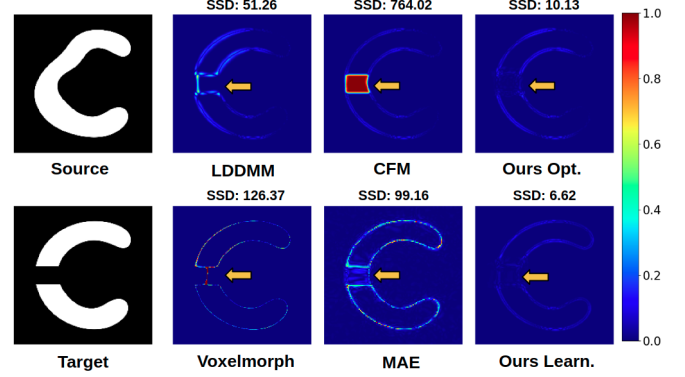 SSD: 51.26 SSD: 764.02 SSD: 10.13
1.0
0.8
Source LDDMM CFM Ours Opt.
0.6
SSD: 126.37 SSD: 99.16 SSD: 6.62
0.4
0.2
0.0
Target Voxelmorph MAE Ours Learn.